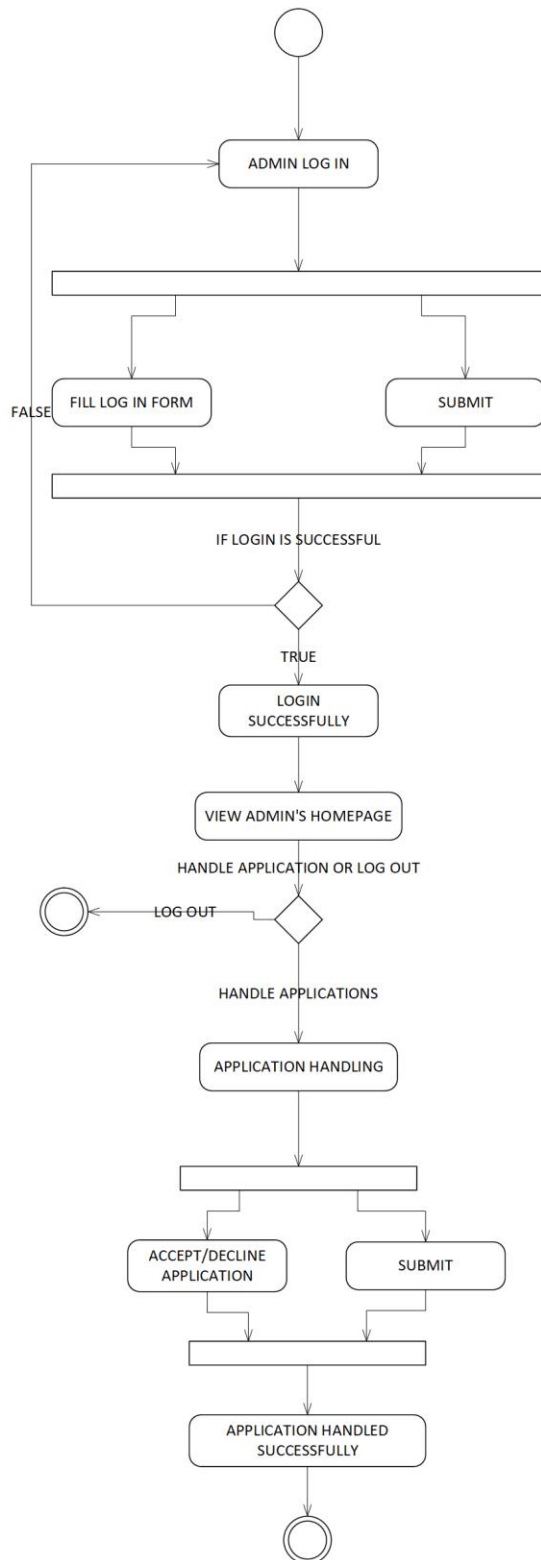 ADMIN LOG IN
FILL LOG IN FORM
SUBMIT
FALSE
IF LOGIN IS SUCCESSFUL
TRUE
LOGIN
SUCCESSFULLY
VIEW ADMIN'S HOMEPAGE
HANDLE APPLICATION OR LOG OUT
LOG OUT
HANDLE APPLICATIONS
APPLICATION HANDLING
ACCEPT/DECLINE
APPLICATION
SUBMIT
APPLICATION HANDLED
SUCCESSFULLY